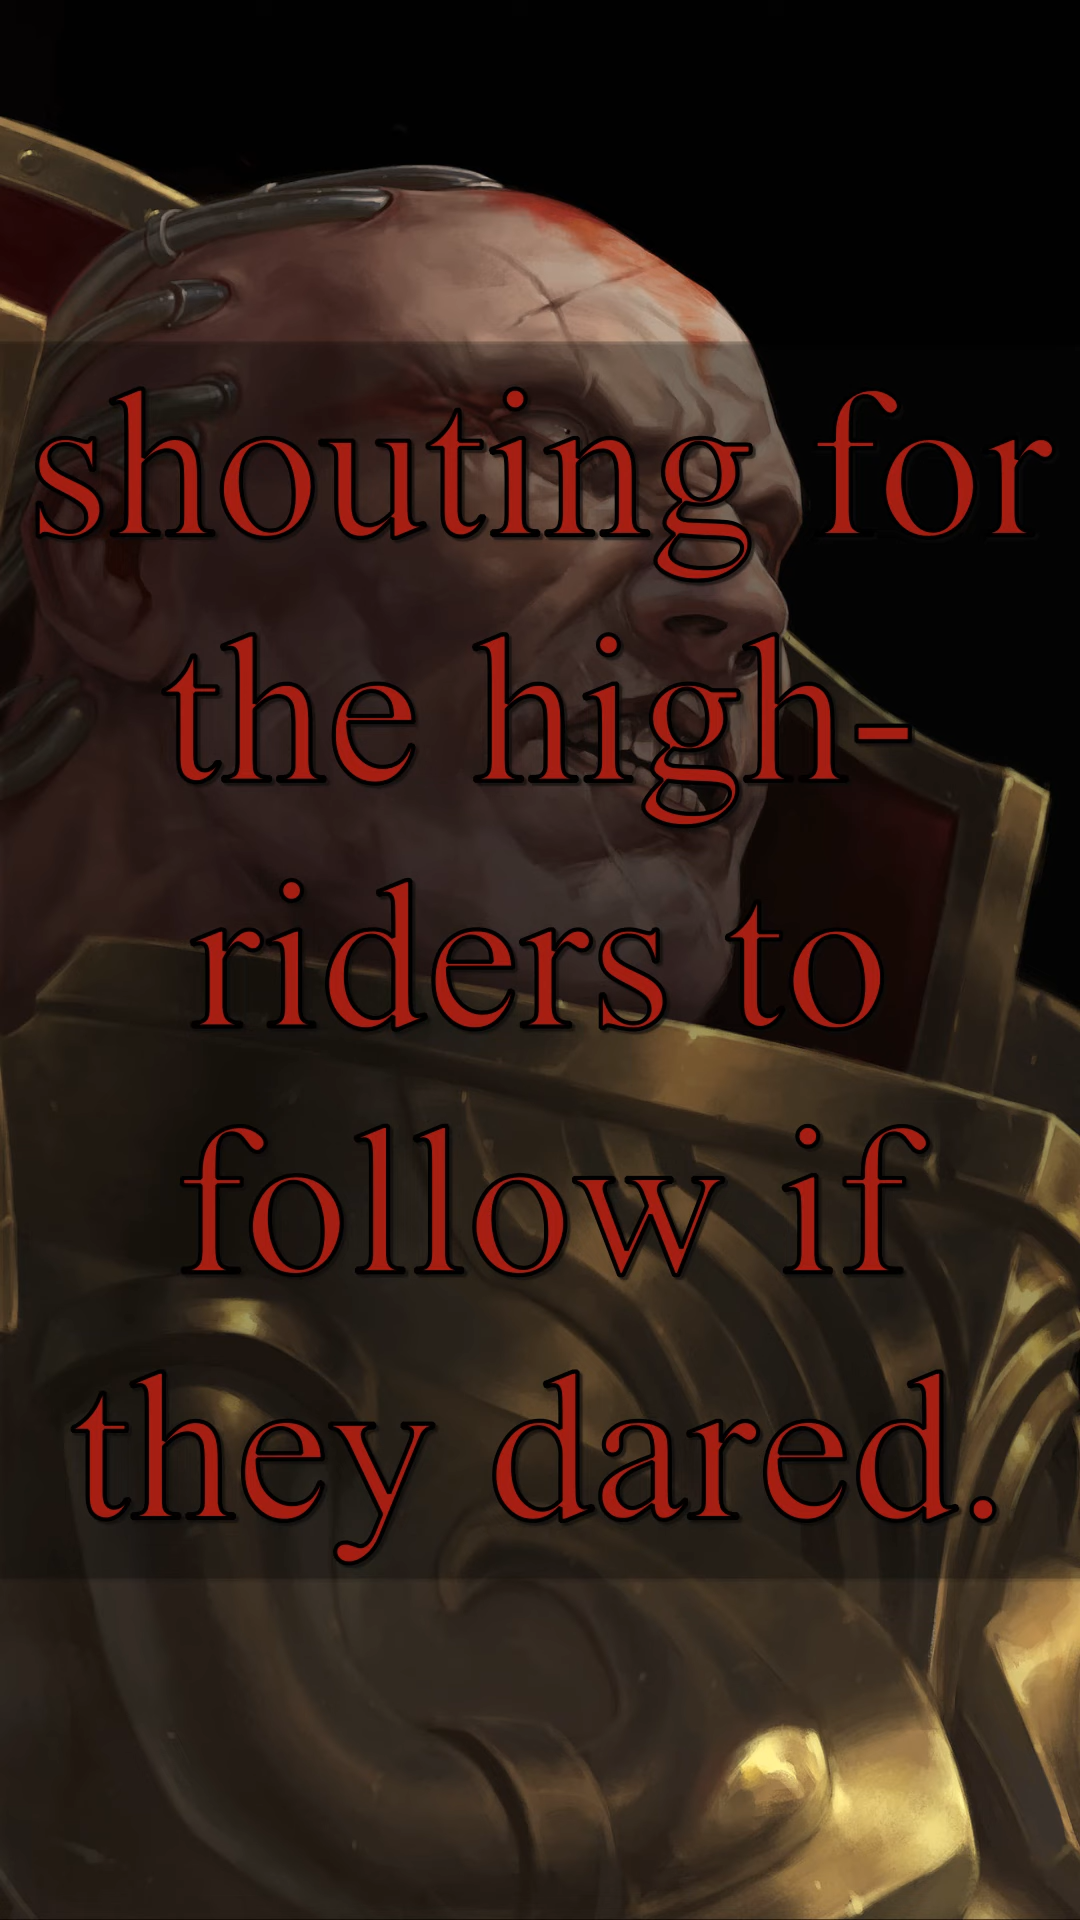 shouting for
the high-
riders to
follow if
they dared.